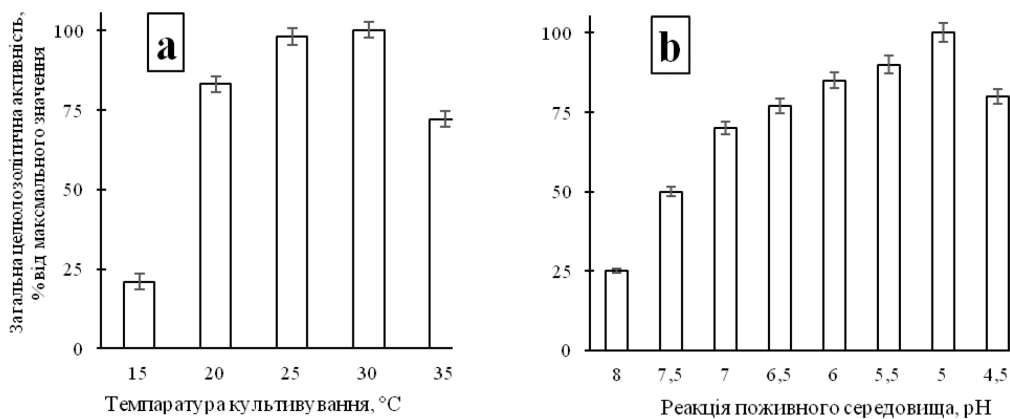 Загальна целюлозолітична активність,
% від максмального значення
a
100
75
50
25
0
15 20 25 30 35
Темпаратура культивування, °C
b
100
75
50
25
0
8 7,5 7 6,5 6 5,5 5 4,5
Реакція поживного середовища, pH